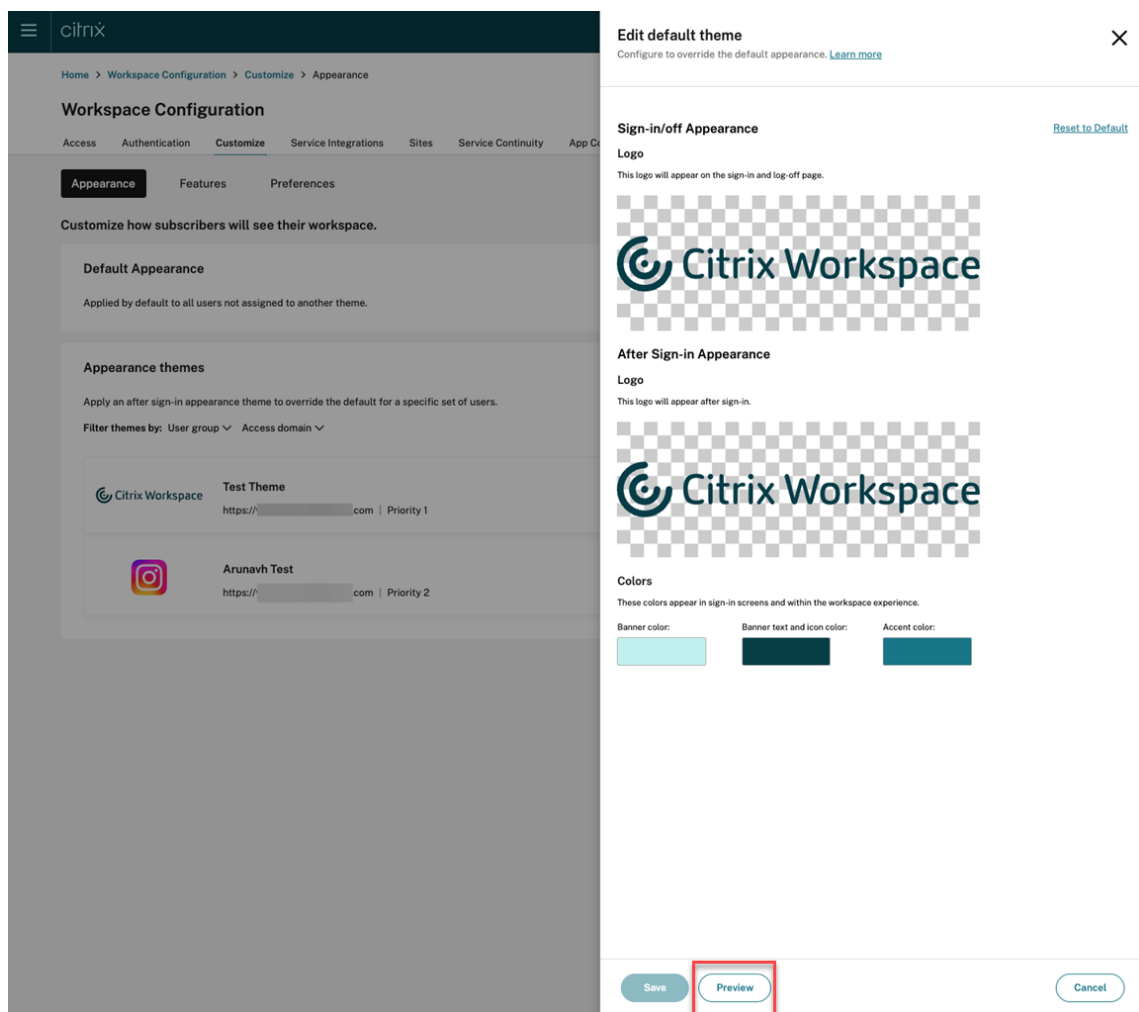 citrix
Home > Workspace Configuration > Customize > Appearance
Workspace Configuration
Access Authentication Customize Service Integrations Sites Service Continuity App Co
Appearance Features Preferences
Customize how subscribers will see their workspace.
Default Appearance
Applied by default to all users not assigned to another theme.
Appearance themes
Apply an after sign-in appearance theme to override the default for a specific set of users.
Filter themes by: User group Access domain
Citrix Workspace
Test Theme
https:// .com | Priority 1
Arunavh Test
https:// .com | Priority 2
Edit default theme
Configure to override the default appearance. Learn more
Sign-in/off Appearance Reset to Default
Logo
This logo will appear on the sign-in and log-off page.
Citrix Workspace
After Sign-in Appearance
Logo
This logo will appear after sign-in.
Citrix Workspace
Colors
These colors appear in sign-in screens and within the workspace experience.
Banner color: Banner text and icon color: Accent color:
Save Preview Cancel